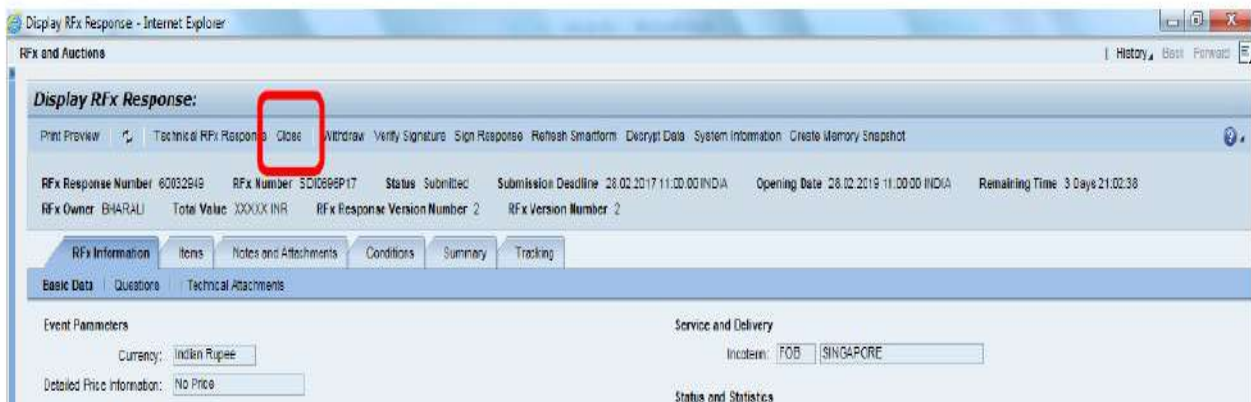 Display RFx Response - Internet Explorer
RFx and Auctions | History Back Forward
Display RFx Response:
Print Preview Technical RFx Response Close Withdraw Verify Signature Sign Response Refresh Smartform Decrypt Data System Information Create Memory Snapshot
RFx Response Number 60032949 RFx Number SDI0696P17 Status Submitted Submission Deadline 28.02.2017 11:00:00 INDIA Opening Date 28.02.2019 11:00:00 INDIA Remaining Time 3 Days 21:02:38
RFx Owner BHARALI Total Value XXXXX INR RFx Response Version Number 2 RFx Version Number 2
RFx Information Items Notes and Attachments Conditions Summary Tracking
Basic Data Questions Technical Attachments
Event Parameters Service and Delivery
Currency: Indian Rupee Incoterm: FOB SINGAPORE
Detailed Price Information: No Price
Status and Statistics